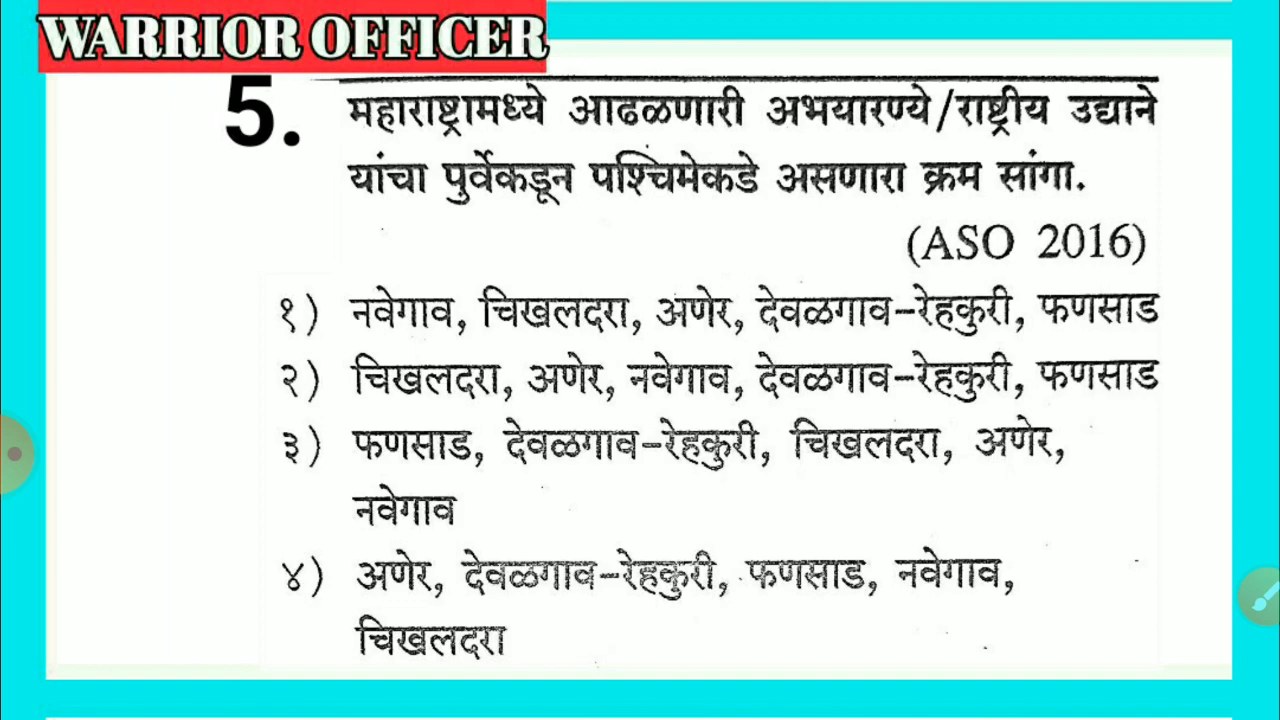 WARRIOR OFFICER
5. महाराष्ट्रामध्ये आढळणारी अभयारण्ये/राष्ट्रीय उद्याने
यांचा पुर्वेकडून पश्चिमेकडे असणारा क्रम सांगा.
(ASO 2016)
१) नवेगाव, चिखलदरा, अणेर, देवळगाव-रेहकुरी, फणसाड
२) चिखलदरा, अणेर, नवेगाव, देवळगाव-रेहकुरी, फणसाड
३) फणसाड, देवळगाव-रेहकुरी, चिखलदरा, अणेर,
नवेगाव
४) अणेर, देवळगाव-रेहकुरी, फणसाड, नवेगाव,
चिखलदरा